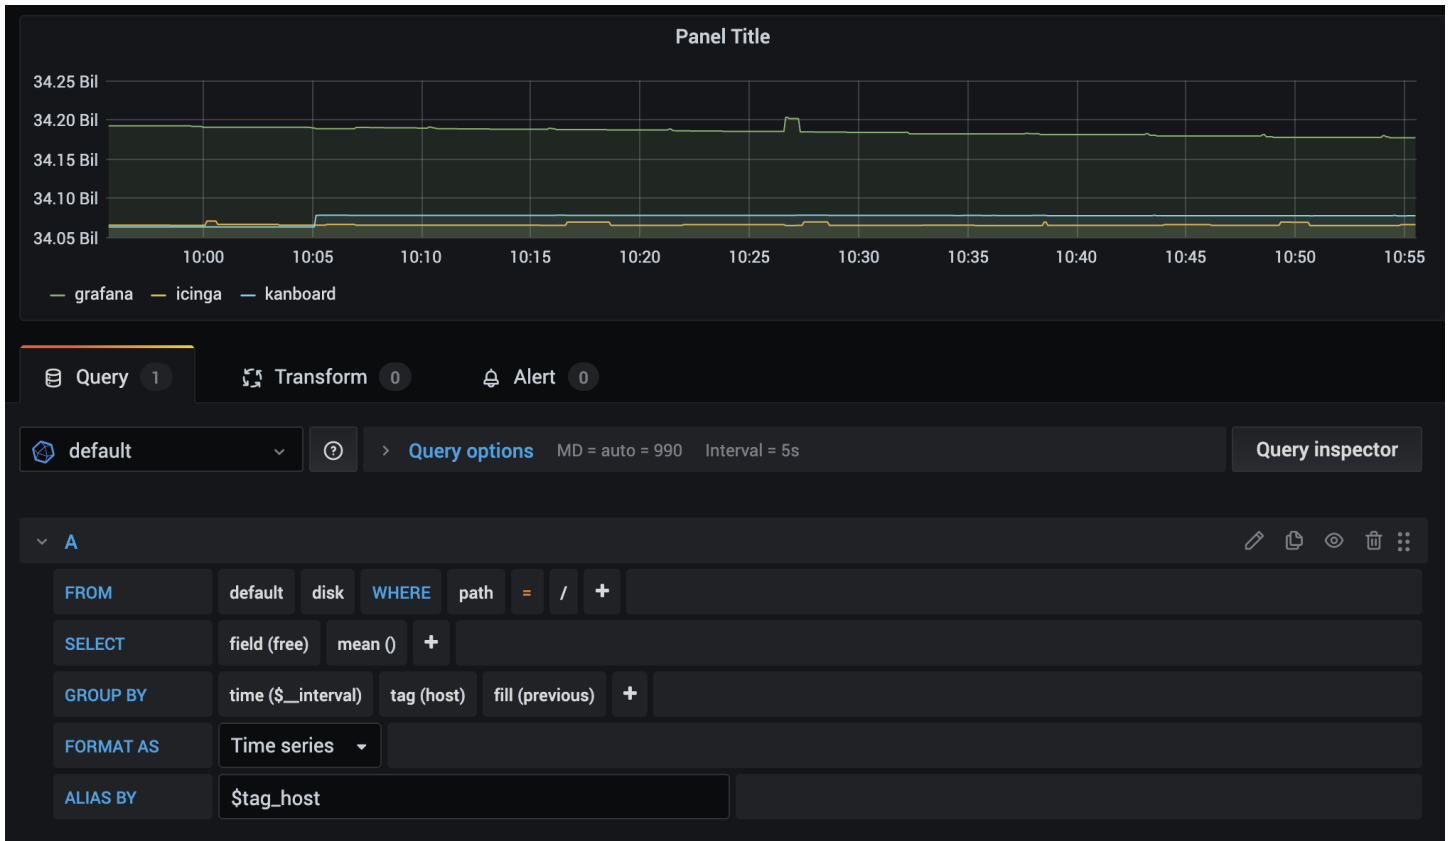 Panel Title
34.25 Bil
34.20 Bil
34.15 Bil
34.10 Bil
34.05 Bil
10:00 10:05 10:10 10:15 10:20 10:25 10:30 10:35 10:40 10:45 10:50 10:55
grafana icinga kanboard
Query 1 Transform 0 Alert 0
default ? > Query options MD = auto = 990 Interval = 5s Query inspector
A
FROM default disk WHERE path = / +
SELECT field (free) mean () +
GROUP BY time ($__interval) tag (host) fill (previous) +
FORMAT AS Time series
ALIAS BY $tag_host